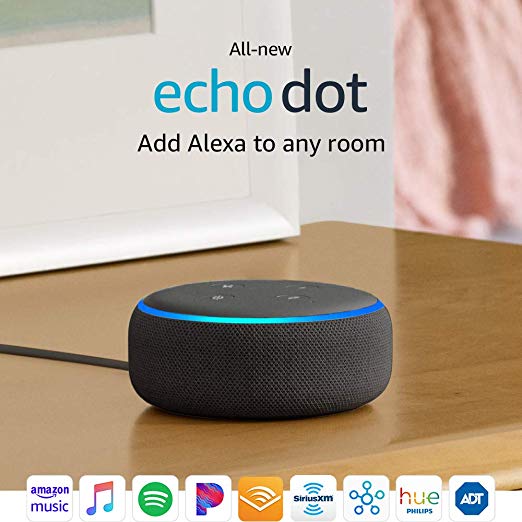 All-new
echo dot
Add Alexa to any room
amazon music
SiriusXm
hue
PHILIPS
ADT